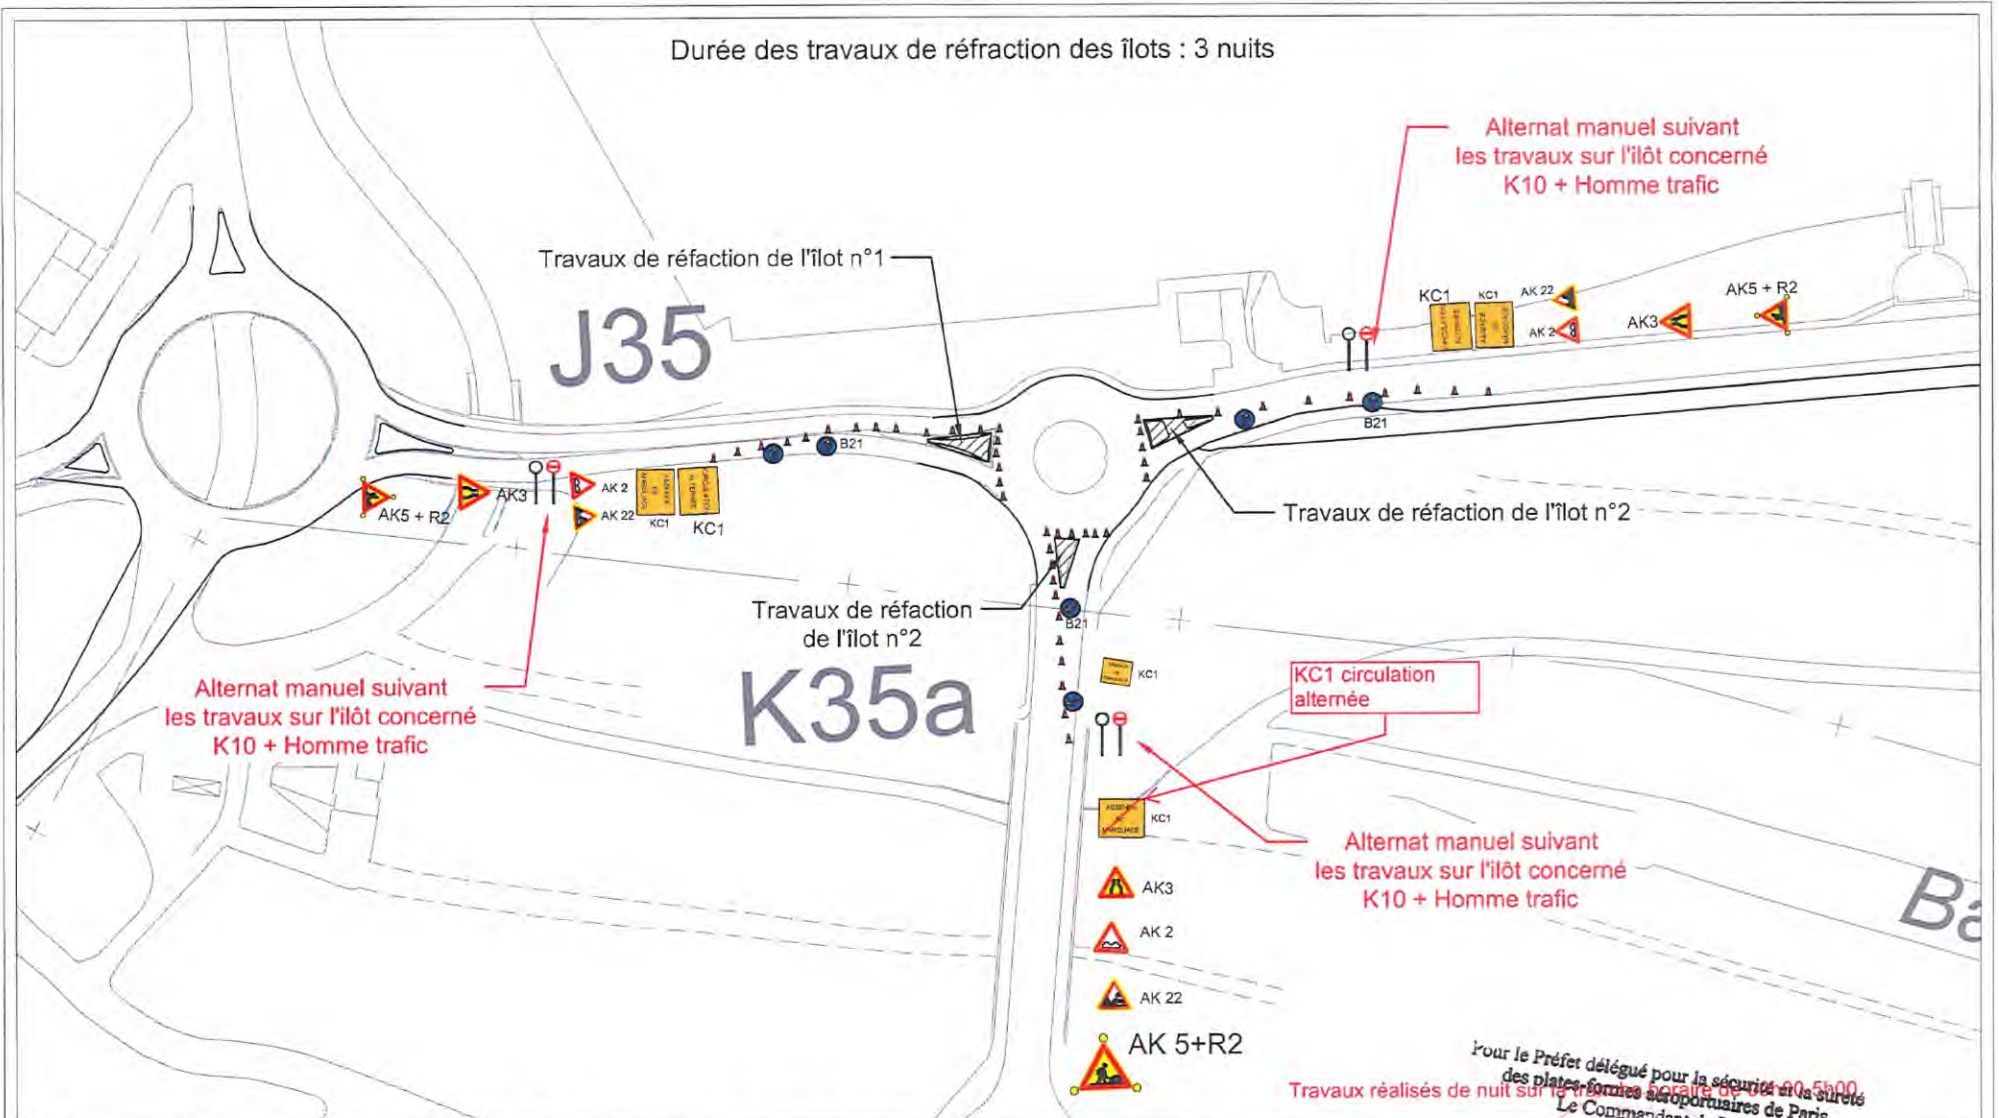 Durée des travaux de réfraction des îlots : 3 nuits
Alternat manuel suivant
les travaux sur l'ilôt concerné
K10 + Homme trafic
Travaux de réfaction de l'îlot n°1
J35
KC1
KC1
AK 22
AK 2
AK3
AK5 + R2
B21
B21
AK5 + R2
AK3
AK 2
AK 22
KC1
KC1
Travaux de réfaction de l'îlot n°2
Travaux de réfaction
de l'îlot n°2
B21
K35a
KC1
KC1 circulation
alternée
Alternat manuel suivant
les travaux sur l'ilôt concerné
K10 + Homme trafic
KC1
Alternat manuel suivant
les travaux sur l'ilôt concerné
K10 + Homme trafic
AK3
AK 2
AK 22
AK 5+R2
Ba
Pour le Préfet délégué pour la sécurité et la sûreté
des plates-formes aéroportuaires de Paris
Le Commandant
Travaux réalisés de nuit sur la horaire de 5h00